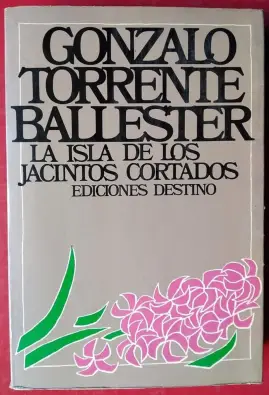 GONZALO
TORRENTE
BALLESTER
LA ISLA DE LOS
JACINTOS CORTADOS
EDICIONES DESTINO